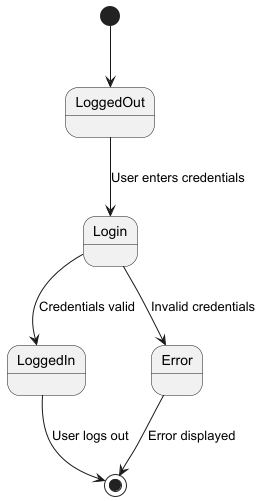 LoggedOut
User enters credentials
Login
Credentials valid
Invalid credentials
LoggedIn
Error
User logs out
Error displayed